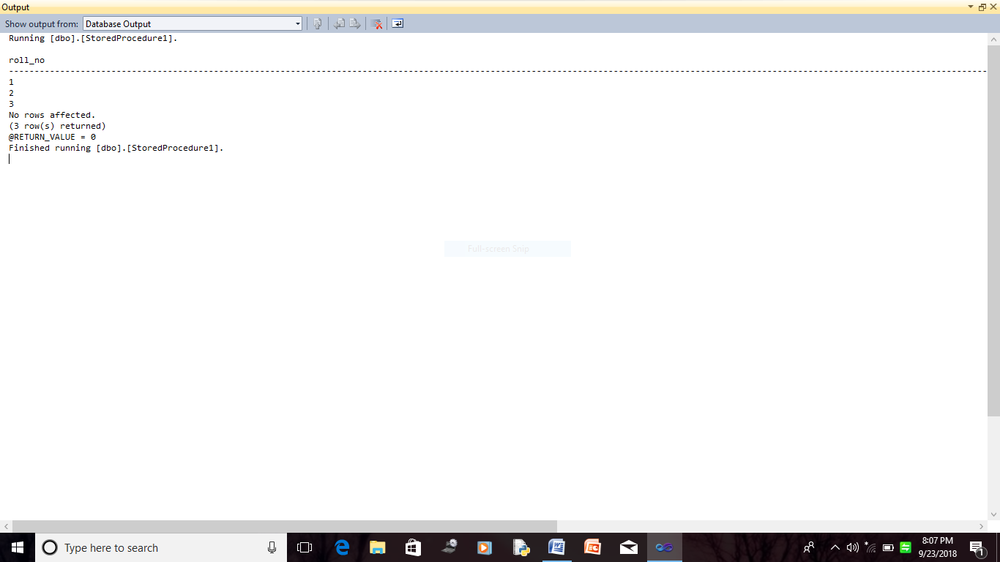 Output
Show output from: Database Output
Running [dbo].[StoredProcedure1].
roll_no
--------------------------------------------------------------------------------------------------------------------------------------------------------------------------------------------------------
1
2
3
No rows affected.
(3 row(s) returned)
@RETURN_VALUE = 0
Finished running [dbo].[StoredProcedure1].
Full-screen Snip
Type here to search
8:07 PM
9/23/2018
1